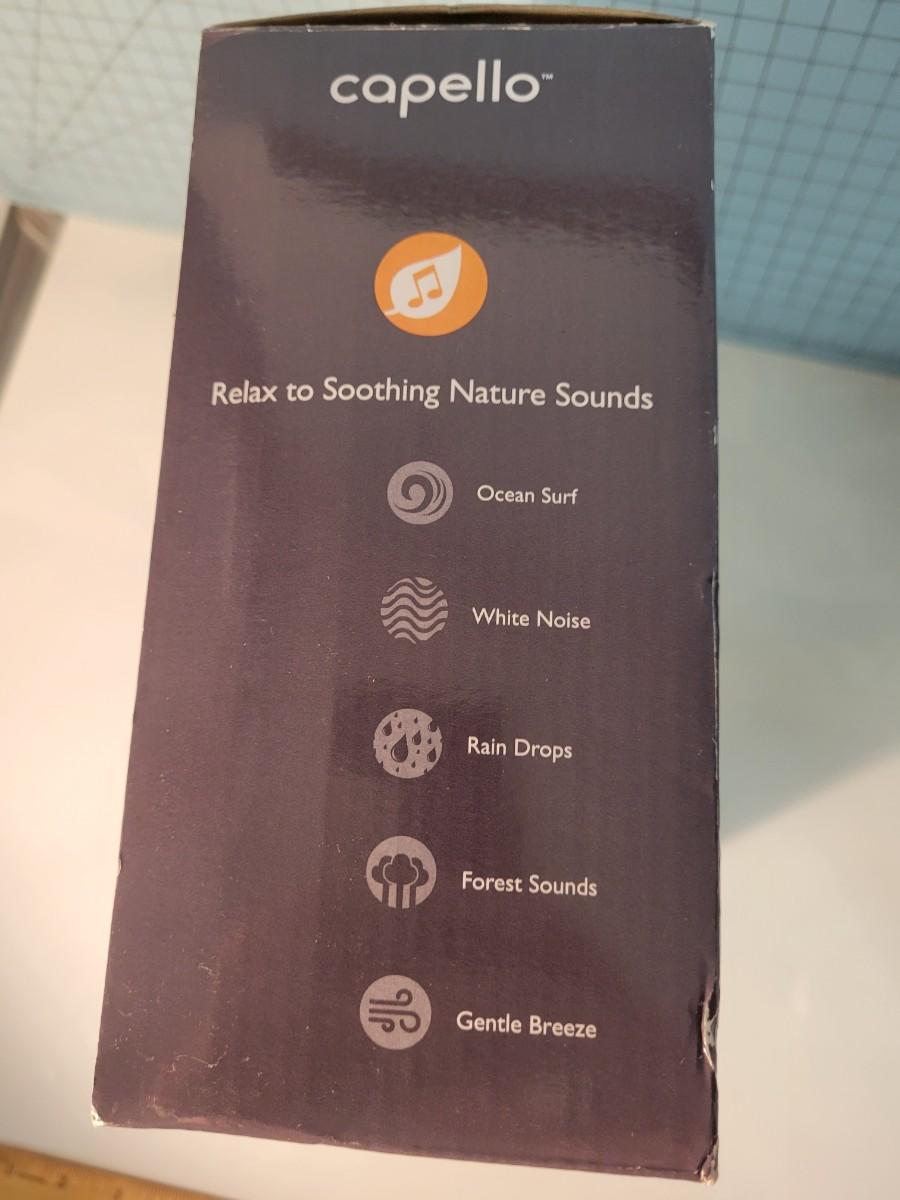 capello™
Relax to Soothing Nature Sounds
Ocean Surf
White Noise
Rain Drops
Forest Sounds
Gentle Breeze